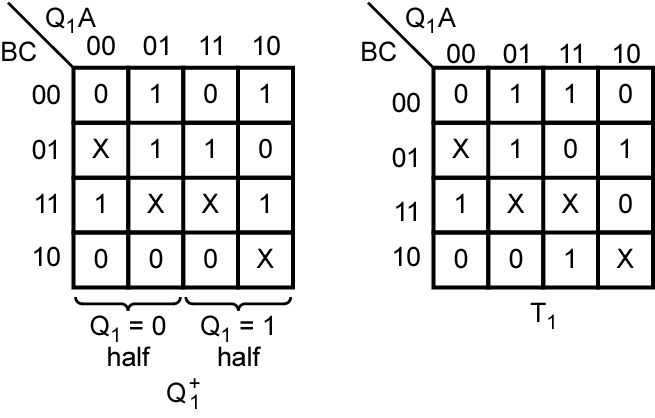 Q₁A Q₁A
BC 00 01 11 10 BC 00 01 11 10
00 0 1 0 1 00 0 1 1 0
01 X 1 1 0 01 X 1 0 1
11 1 X X 1 11 1 X X 0
10 0 0 0 X 10 0 0 1 X
Q₁ = 0 Q₁ = 1 T₁
half half
Q₁⁺